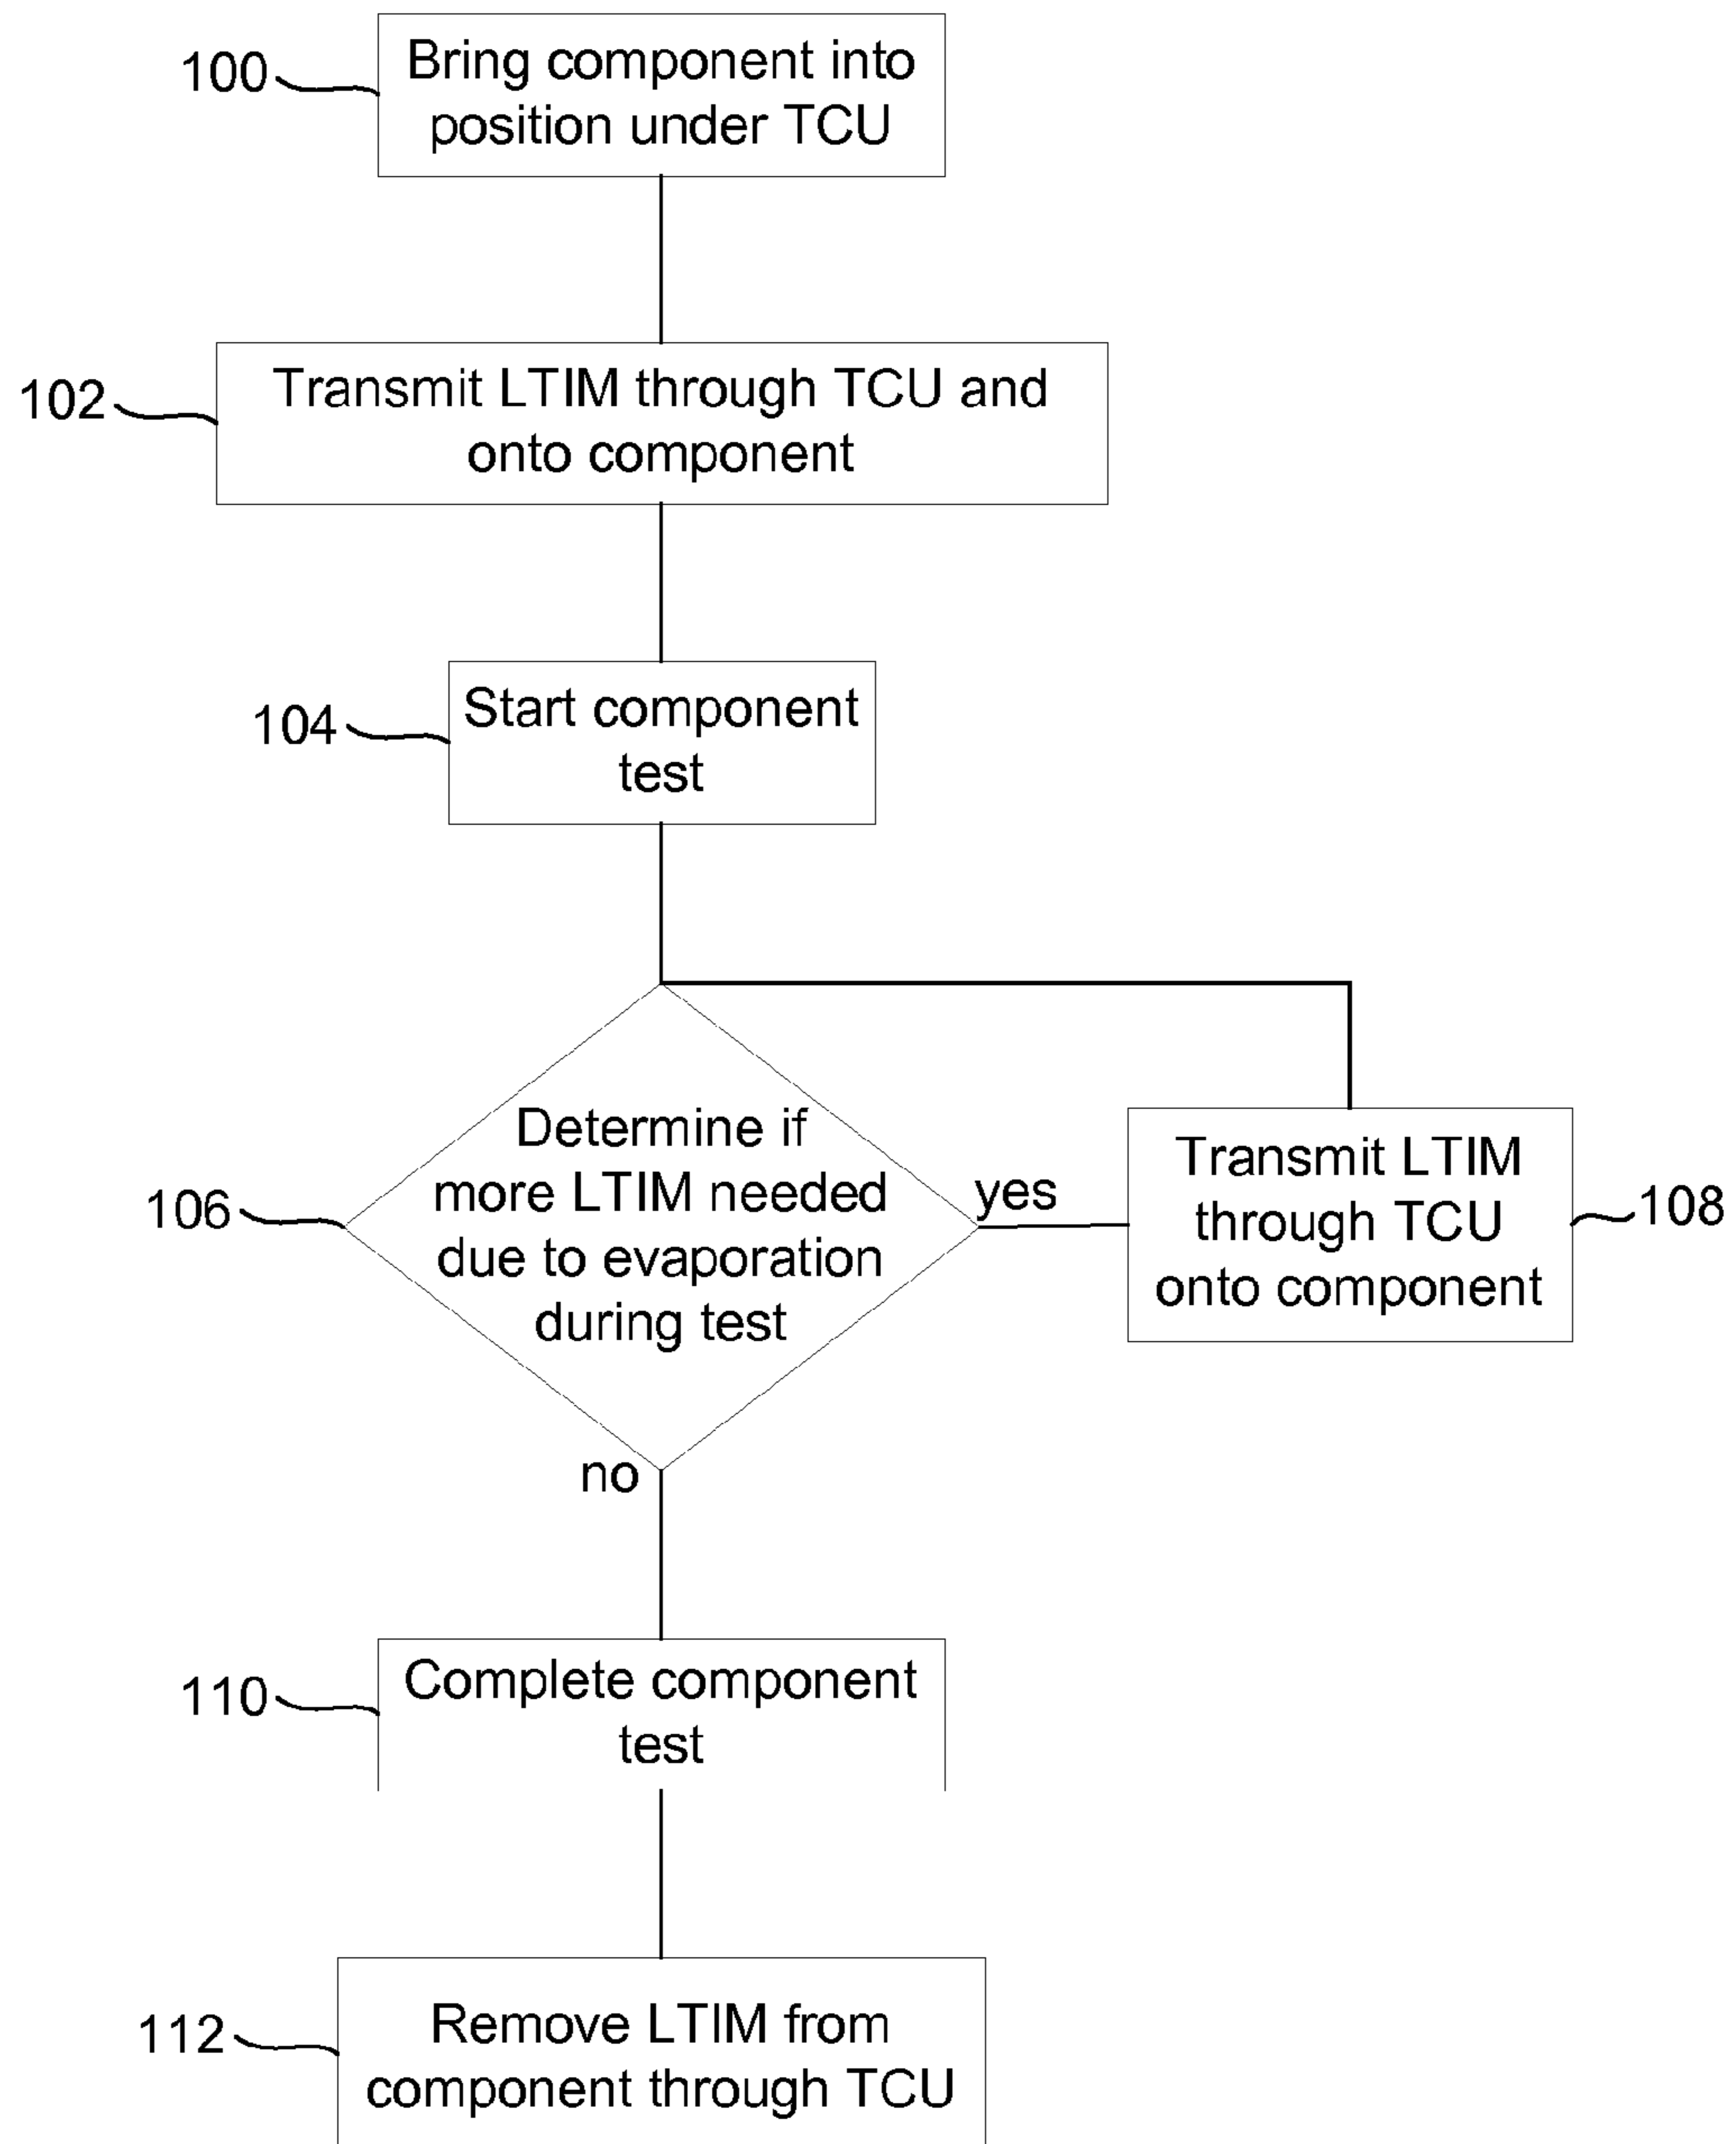 100
Bring component into
position under TCU
102
Transmit LTIM through TCU and
onto component
104
Start component
test
106
Determine if
more LTIM needed
due to evaporation
during test
yes
Transmit LTIM
through TCU
onto component
108
no
110
Complete component
test
112
Remove LTIM from
component through TCU